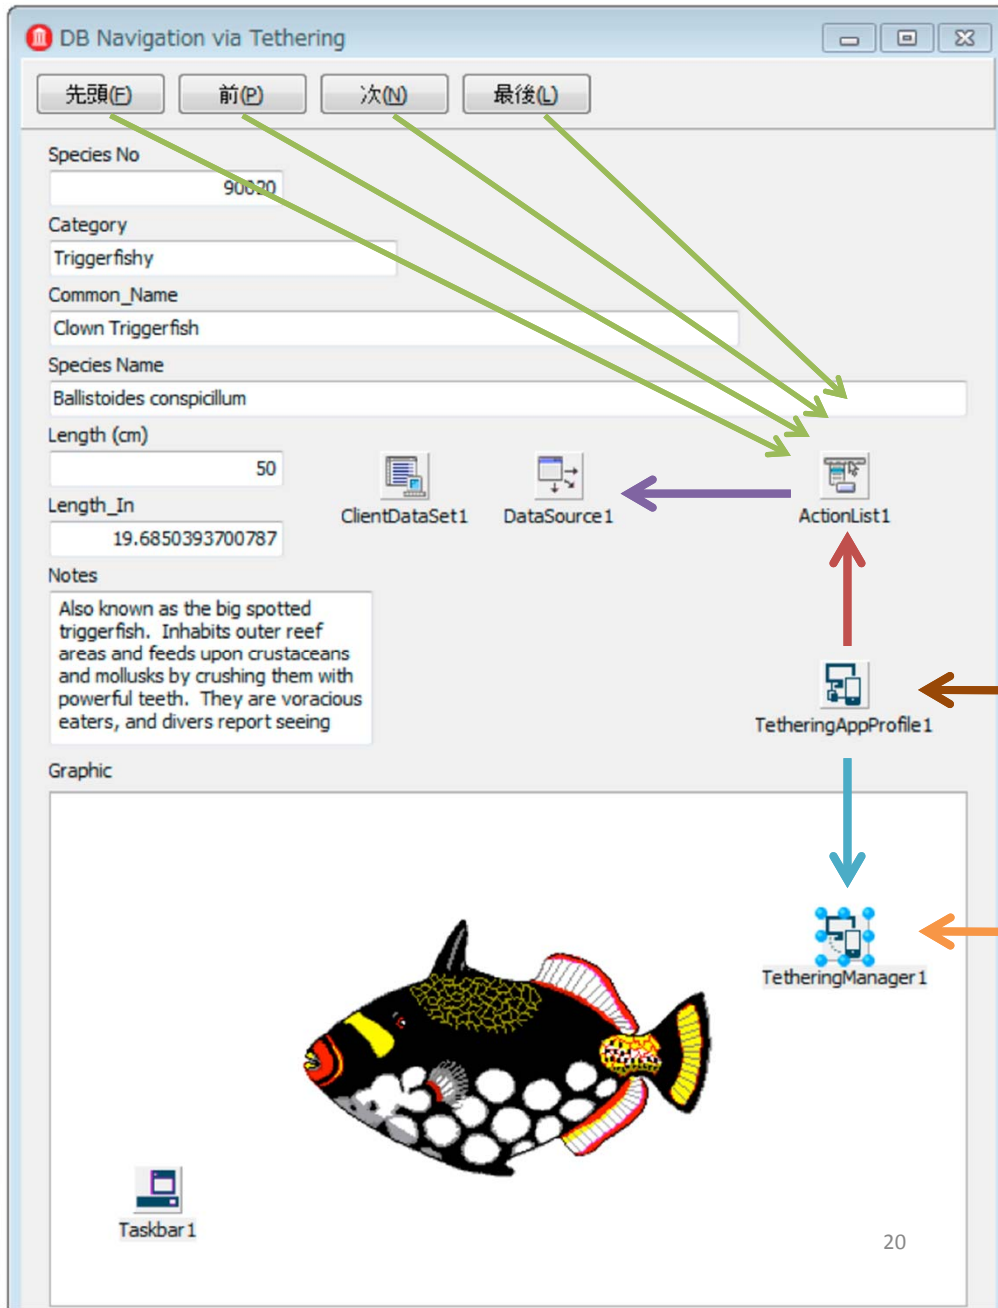 DB Navigation via Tethering
先頭(F) 前(P) 次(N) 最後(L)
Species No
90020
Category
Triggerfishy
Common_Name
Clown Triggerfish
Species Name
Ballistoides conspicillum
Length (cm)
50
Length_In
19.6850393700787
ClientDataSet1 DataSource1 ActionList1
Notes
Also known as the big spotted
triggerfish. Inhabits outer reef
areas and feeds upon crustaceans
and mollusks by crushing them with
powerful teeth. They are voracious
eaters, and divers report seeing
TetheringAppProfile1
Graphic
TetheringManager1
Taskbar1
20